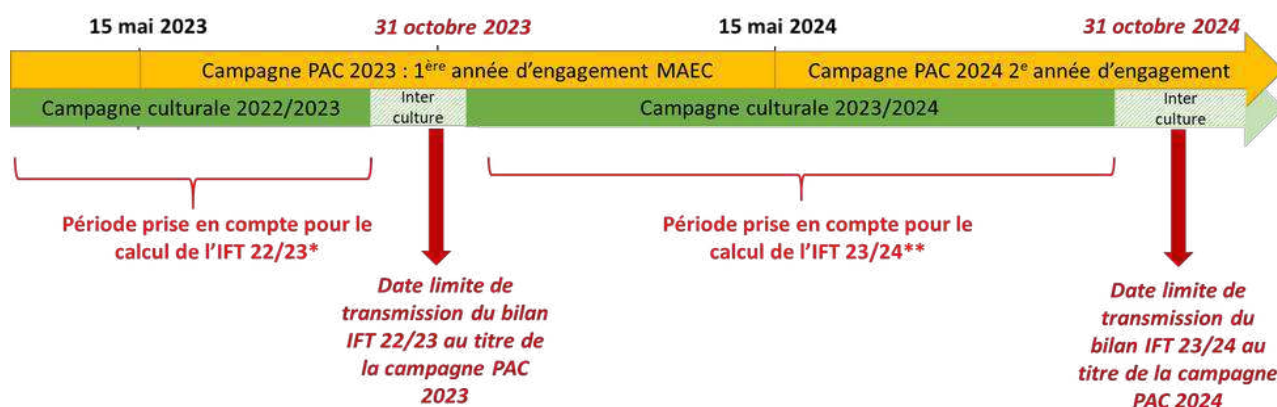 15 mai 2023
31 octobre 2023
15 mai 2024
31 octobre 2024
Campagne PAC 2023 : 1ère année d'engagement MAEC
Campagne PAC 2024 2e année d'engagement
Campagne culturale 2022/2023
Inter
culture
Campagne culturale 2023/2024
Inter
culture
Période prise en compte pour le
calcul de l'IFT 22/23*
Période prise en compte pour le
calcul de l'IFT 23/24**
Date limite de
transmission du bilan
IFT 22/23 au titre de
la campagne PAC
2023
Date limite de
transmission du
bilan IFT 23/24 au
titre de la campagne
PAC 2024